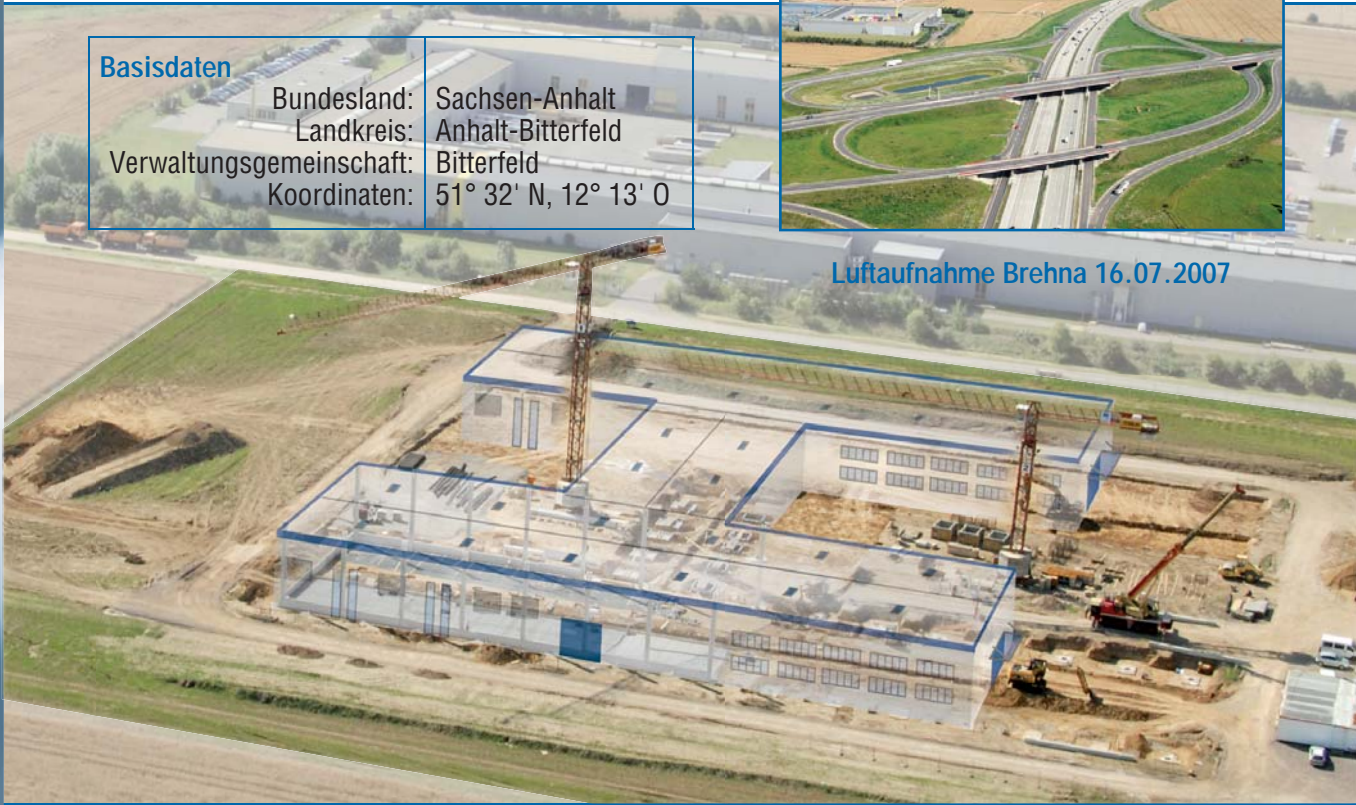 Basisdaten
Bundesland: Sachsen-Anhalt
Landkreis: Anhalt-Bitterfeld
Verwaltungsgemeinschaft: Bitterfeld
Koordinaten: 51° 32' N, 12° 13' O
Luftaufnahme Brehna 16.07.2007